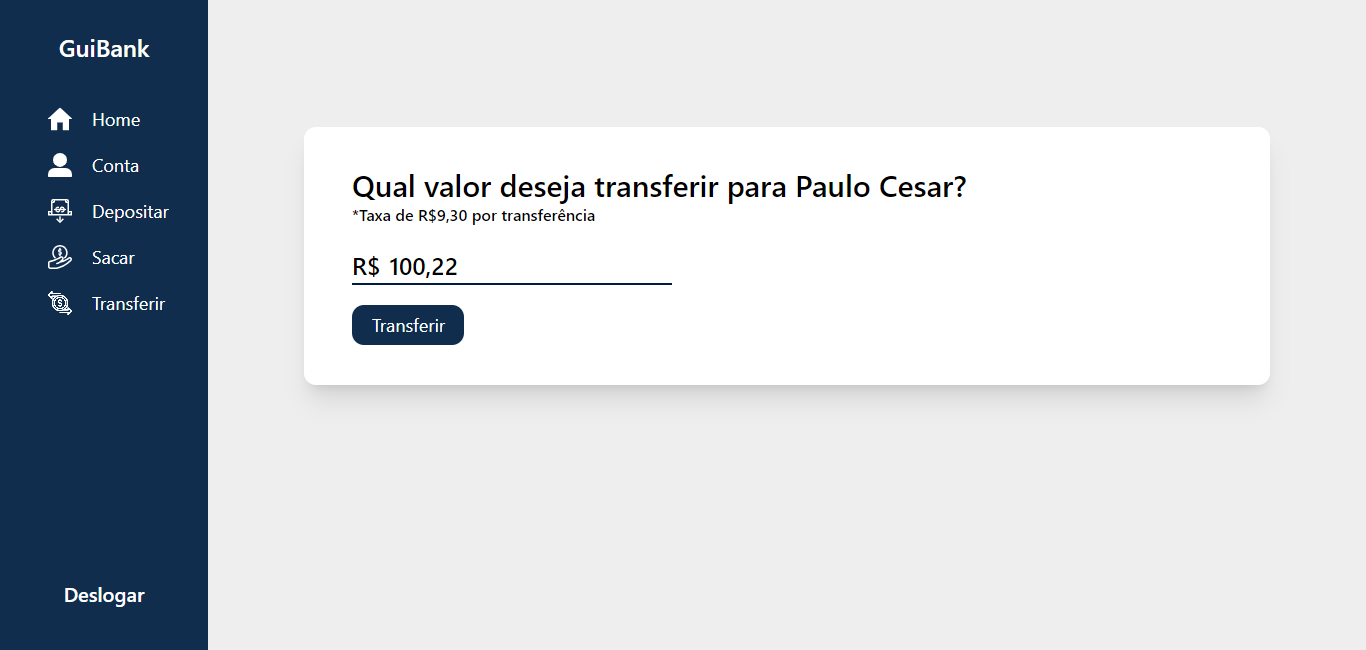 GuiBank
Home
Conta
Depositar
Sacar
Transferir
Deslogar
Qual valor deseja transferir para Paulo Cesar?
*Taxa de R$9,30 por transferência
R$ 100,22
Transferir